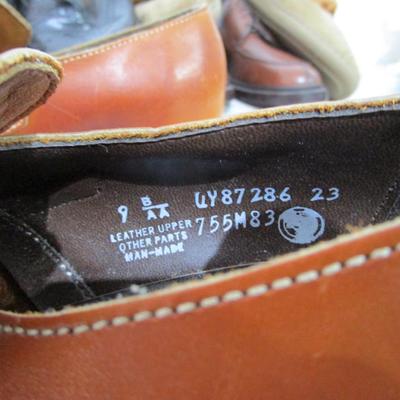 9 B/AA UY87286 23
LEATHER UPPER 755M83
OTHER PARTS
MAN-MADE